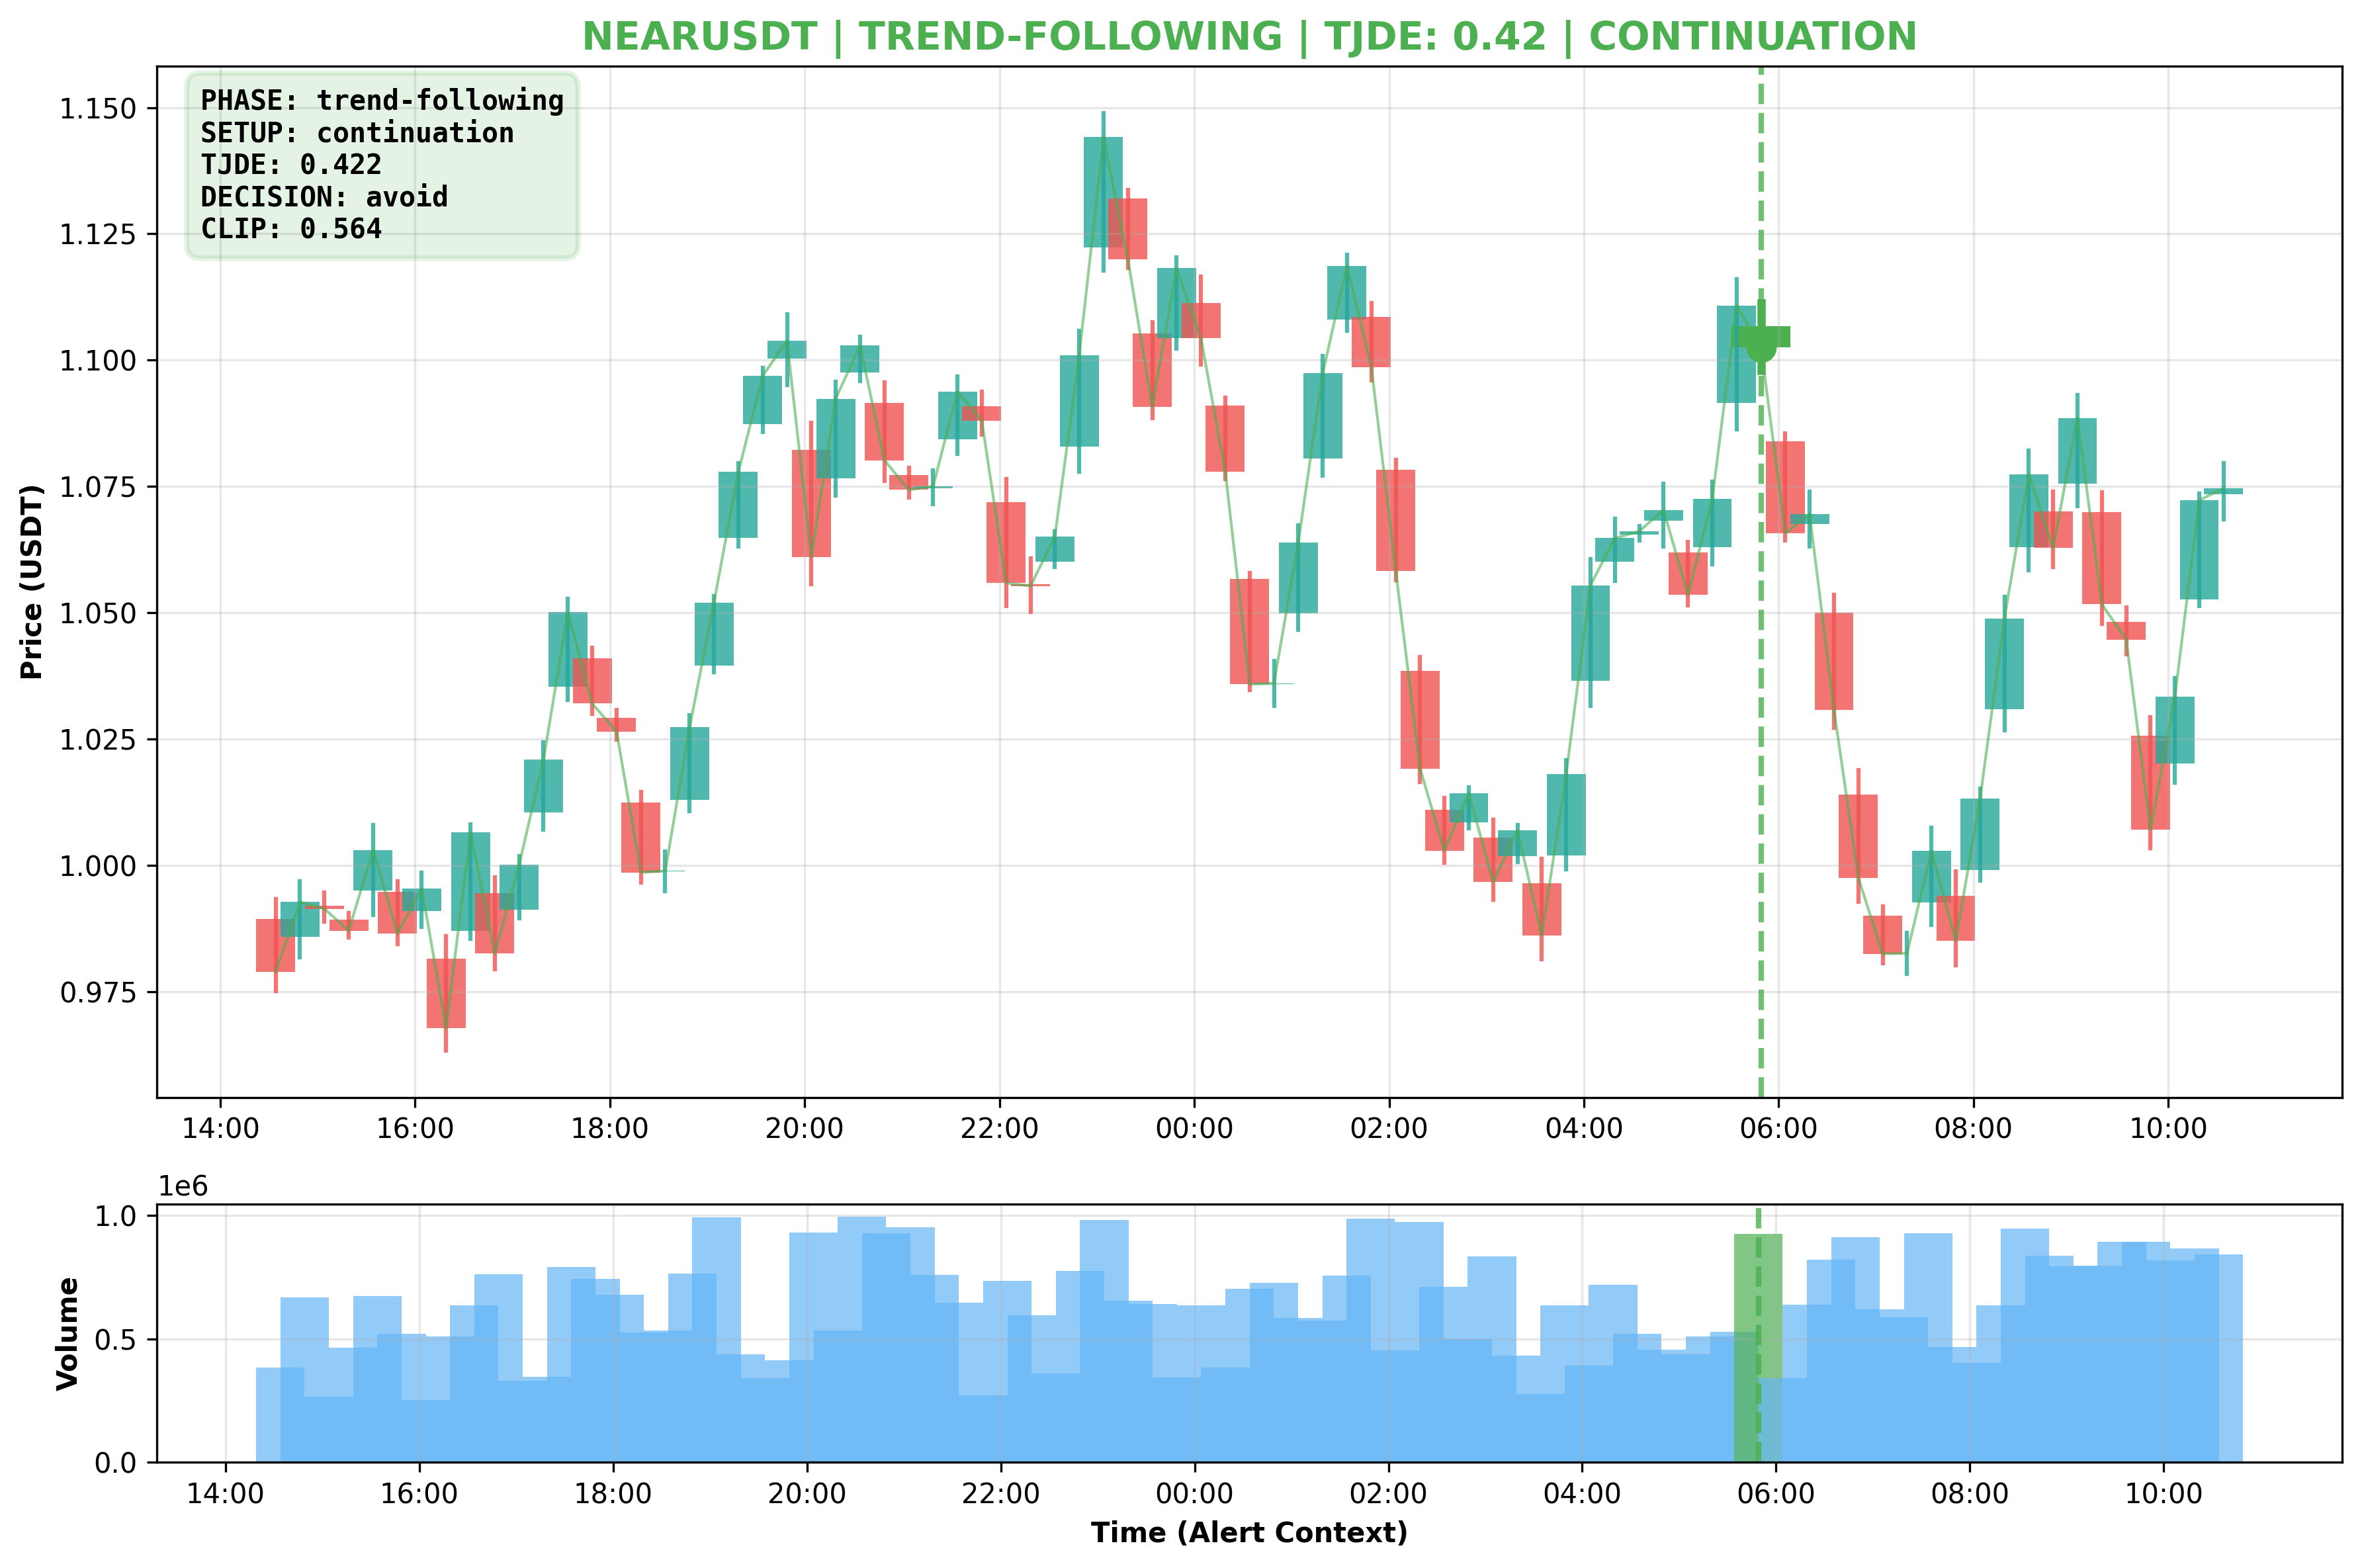 NEARUSDT | TREND-FOLLOWING | TJDE: 0.42 | CONTINUATION
PHASE: trend-following
SETUP: continuation
TJDE: 0.422
DECISION: avoid
CLIP: 0.564
Price (USDT)
1.150
1.125
1.100
1.075
1.050
1.025
1.000
0.975
14:00 16:00 18:00 20:00 22:00 00:00 02:00 04:00 06:00 08:00 10:00
1e6
Volume
1.0
0.5
0.0
14:00 16:00 18:00 20:00 22:00 00:00 02:00 04:00 06:00 08:00 10:00
Time (Alert Context)